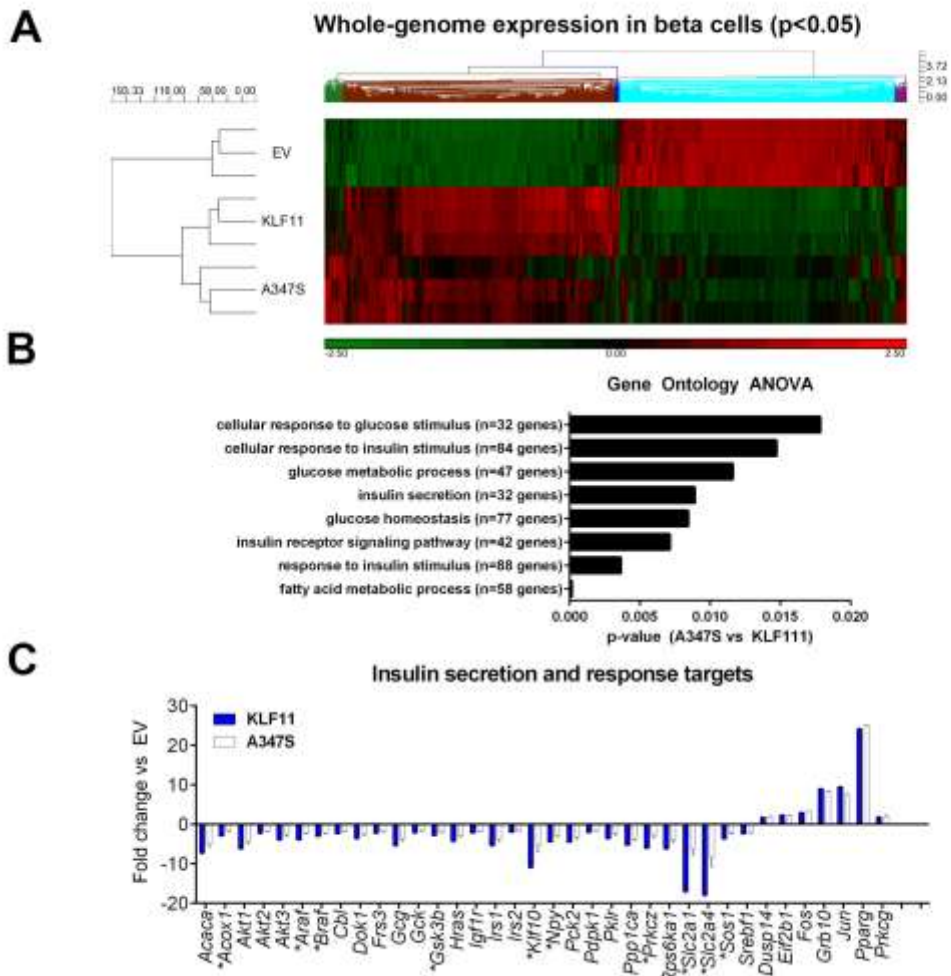 A
Whole-genome expression in beta cells (p<0.05)
3.72
2.13
0.00
153.33 110.00 50.00 0.00
EV
KLF11
A347S
-2.50 0.00 2.50
B
Gene Ontology ANOVA
cellular response to glucose stimulus (n=32 genes)
cellular response to insulin stimulus (n=84 genes)
glucose metabolic process (n=47 genes)
insulin secretion (n=32 genes)
glucose homeostasis (n=77 genes)
insulin receptor signaling pathway (n=42 genes)
response to insulin stimulus (n=88 genes)
fatty acid metabolic process (n=58 genes)
0.000 0.005 0.010 0.015 0.020
p-value (A347S vs KLF111)
C
Insulin secretion and response targets
Fold change vs EV
30
20
10
0
-10
-20
KLF11
A347S
Acaca
*Acox1
Akt1
Akt2
Akt3
*Araf
*Braf
Cbl
Dok1
Frs3
Gcg
Gck
*Gsk3b
Hras
Igf1r
Irs1
Irs2
*Klf10
*Npy
Pck2
Pdpk1
Pklr
Ppp1ca
*Prkcz
Rps6ka1
*Slc2a1
*Slc2a4
*Sos1
Srebf1
Dusp14
Eif2b1
Fos
Grb10
Jun
Pparg
Prkcg